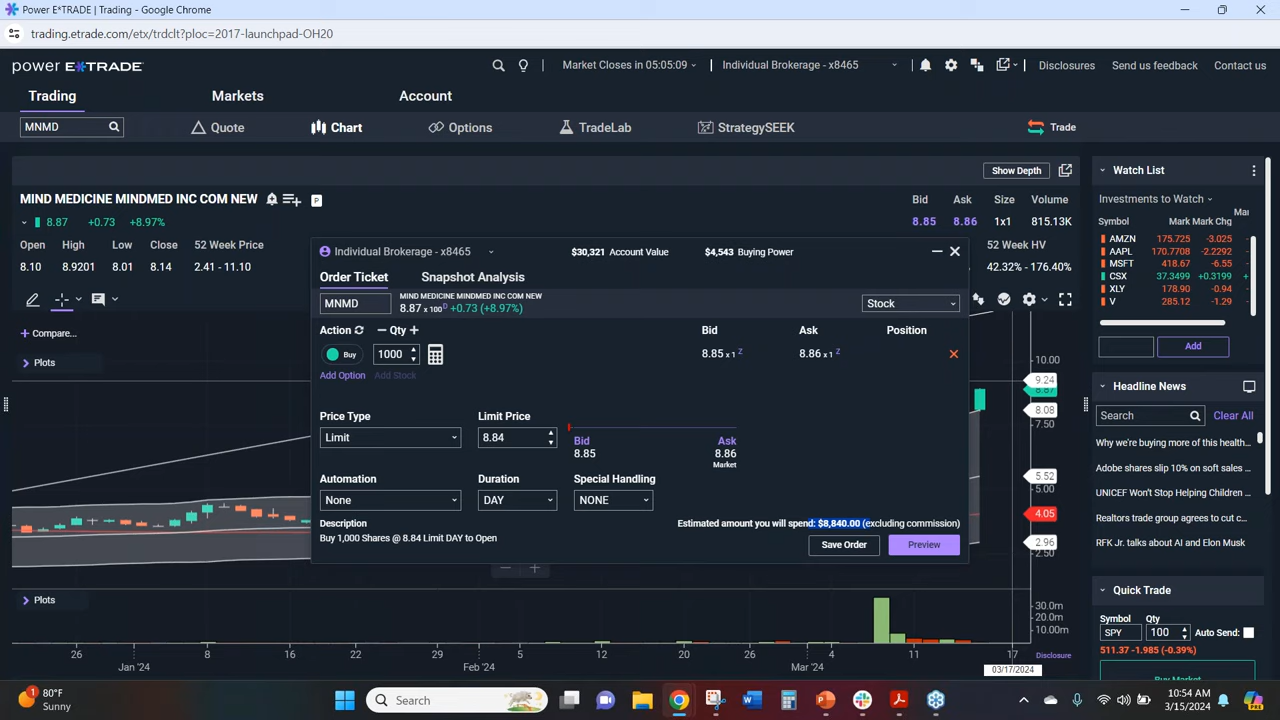 Power E*TRADE | Trading - Google Chrome
trading.etrade.com/etx/trdclt?ploc=2017-launchpad-OH20
power E*TRADE
Market Closes in 05:05:09
Individual Brokerage - x8465
Disclosures
Send us feedback
Contact us
Trading
Markets
Account
MNMD
Quote
Chart
Options
TradeLab
StrategySEEK
Trade
Show Depth
MIND MEDICINE MINDMED INC COM NEW
P
Bid
Ask
Size
Volume
8.87
+0.73
+8.97%
8.85
8.86
1x1
815.13K
Open
High
Low
Close
52 Week Price
52 Week HV
8.10
8.9201
8.01
8.14
2.41 - 11.10
42.32% - 176.40%
Compare...
Plots
Individual Brokerage - x8465
$30,321 Account Value
$4,543 Buying Power
Order Ticket
Snapshot Analysis
MNMD
MIND MEDICINE MINDMED INC COM NEW
8.87 x 100 D +0.73 (+8.97%)
Stock
Action
Qty
Bid
Ask
Position
Buy
1000
8.85 x 1 Z
8.86 x 1 Z
Add Option
Add Stock
Price Type
Limit Price
Limit
8.84
Bid
Ask
8.85
8.86
Market
Automation
Duration
Special Handling
None
DAY
NONE
Description
Estimated amount you will spend: $8,840.00 (excluding commission)
Buy 1,000 Shares @ 8.84 Limit DAY to Open
Save Order
Preview
10.00
9.24
8.87
8.08
7.50
5.52
5.00
4.05
2.96
2.50
Plots
30.0m
20.00m
10.00m
26
8
16
22
29
5
12
20
26
4
11
17
Jan '24
Feb '24
Mar '24
Disclosure
03/17/2024
Watch List
Investments to Watch
Symbol
Mark
Mark Chg
Mar
AMZN
175.725
-3.025
AAPL
170.7708
-2.2292
MSFT
418.67
-6.55
CSX
37.3499
+0.3199
XLY
178.90
-0.94
V
285.12
-1.29
Add
Headline News
Search
Clear All
Why we're buying more of this health...
Adobe shares slip 10% on soft sales ...
UNICEF Won't Stop Helping Children ...
Realtors trade group agrees to cut c...
RFK Jr. talks about AI and Elon Musk
Quick Trade
Symbol
Qty
SPY
100
Auto Send:
511.37 -1.985 (-0.39%)
Buy Market
1
80°F
Sunny
Search
10:54 AM
3/15/2024